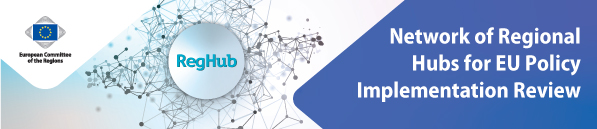 European Committee
of the Regions
RegHub
Network of Regional
Hubs for EU Policy
Implementation Review